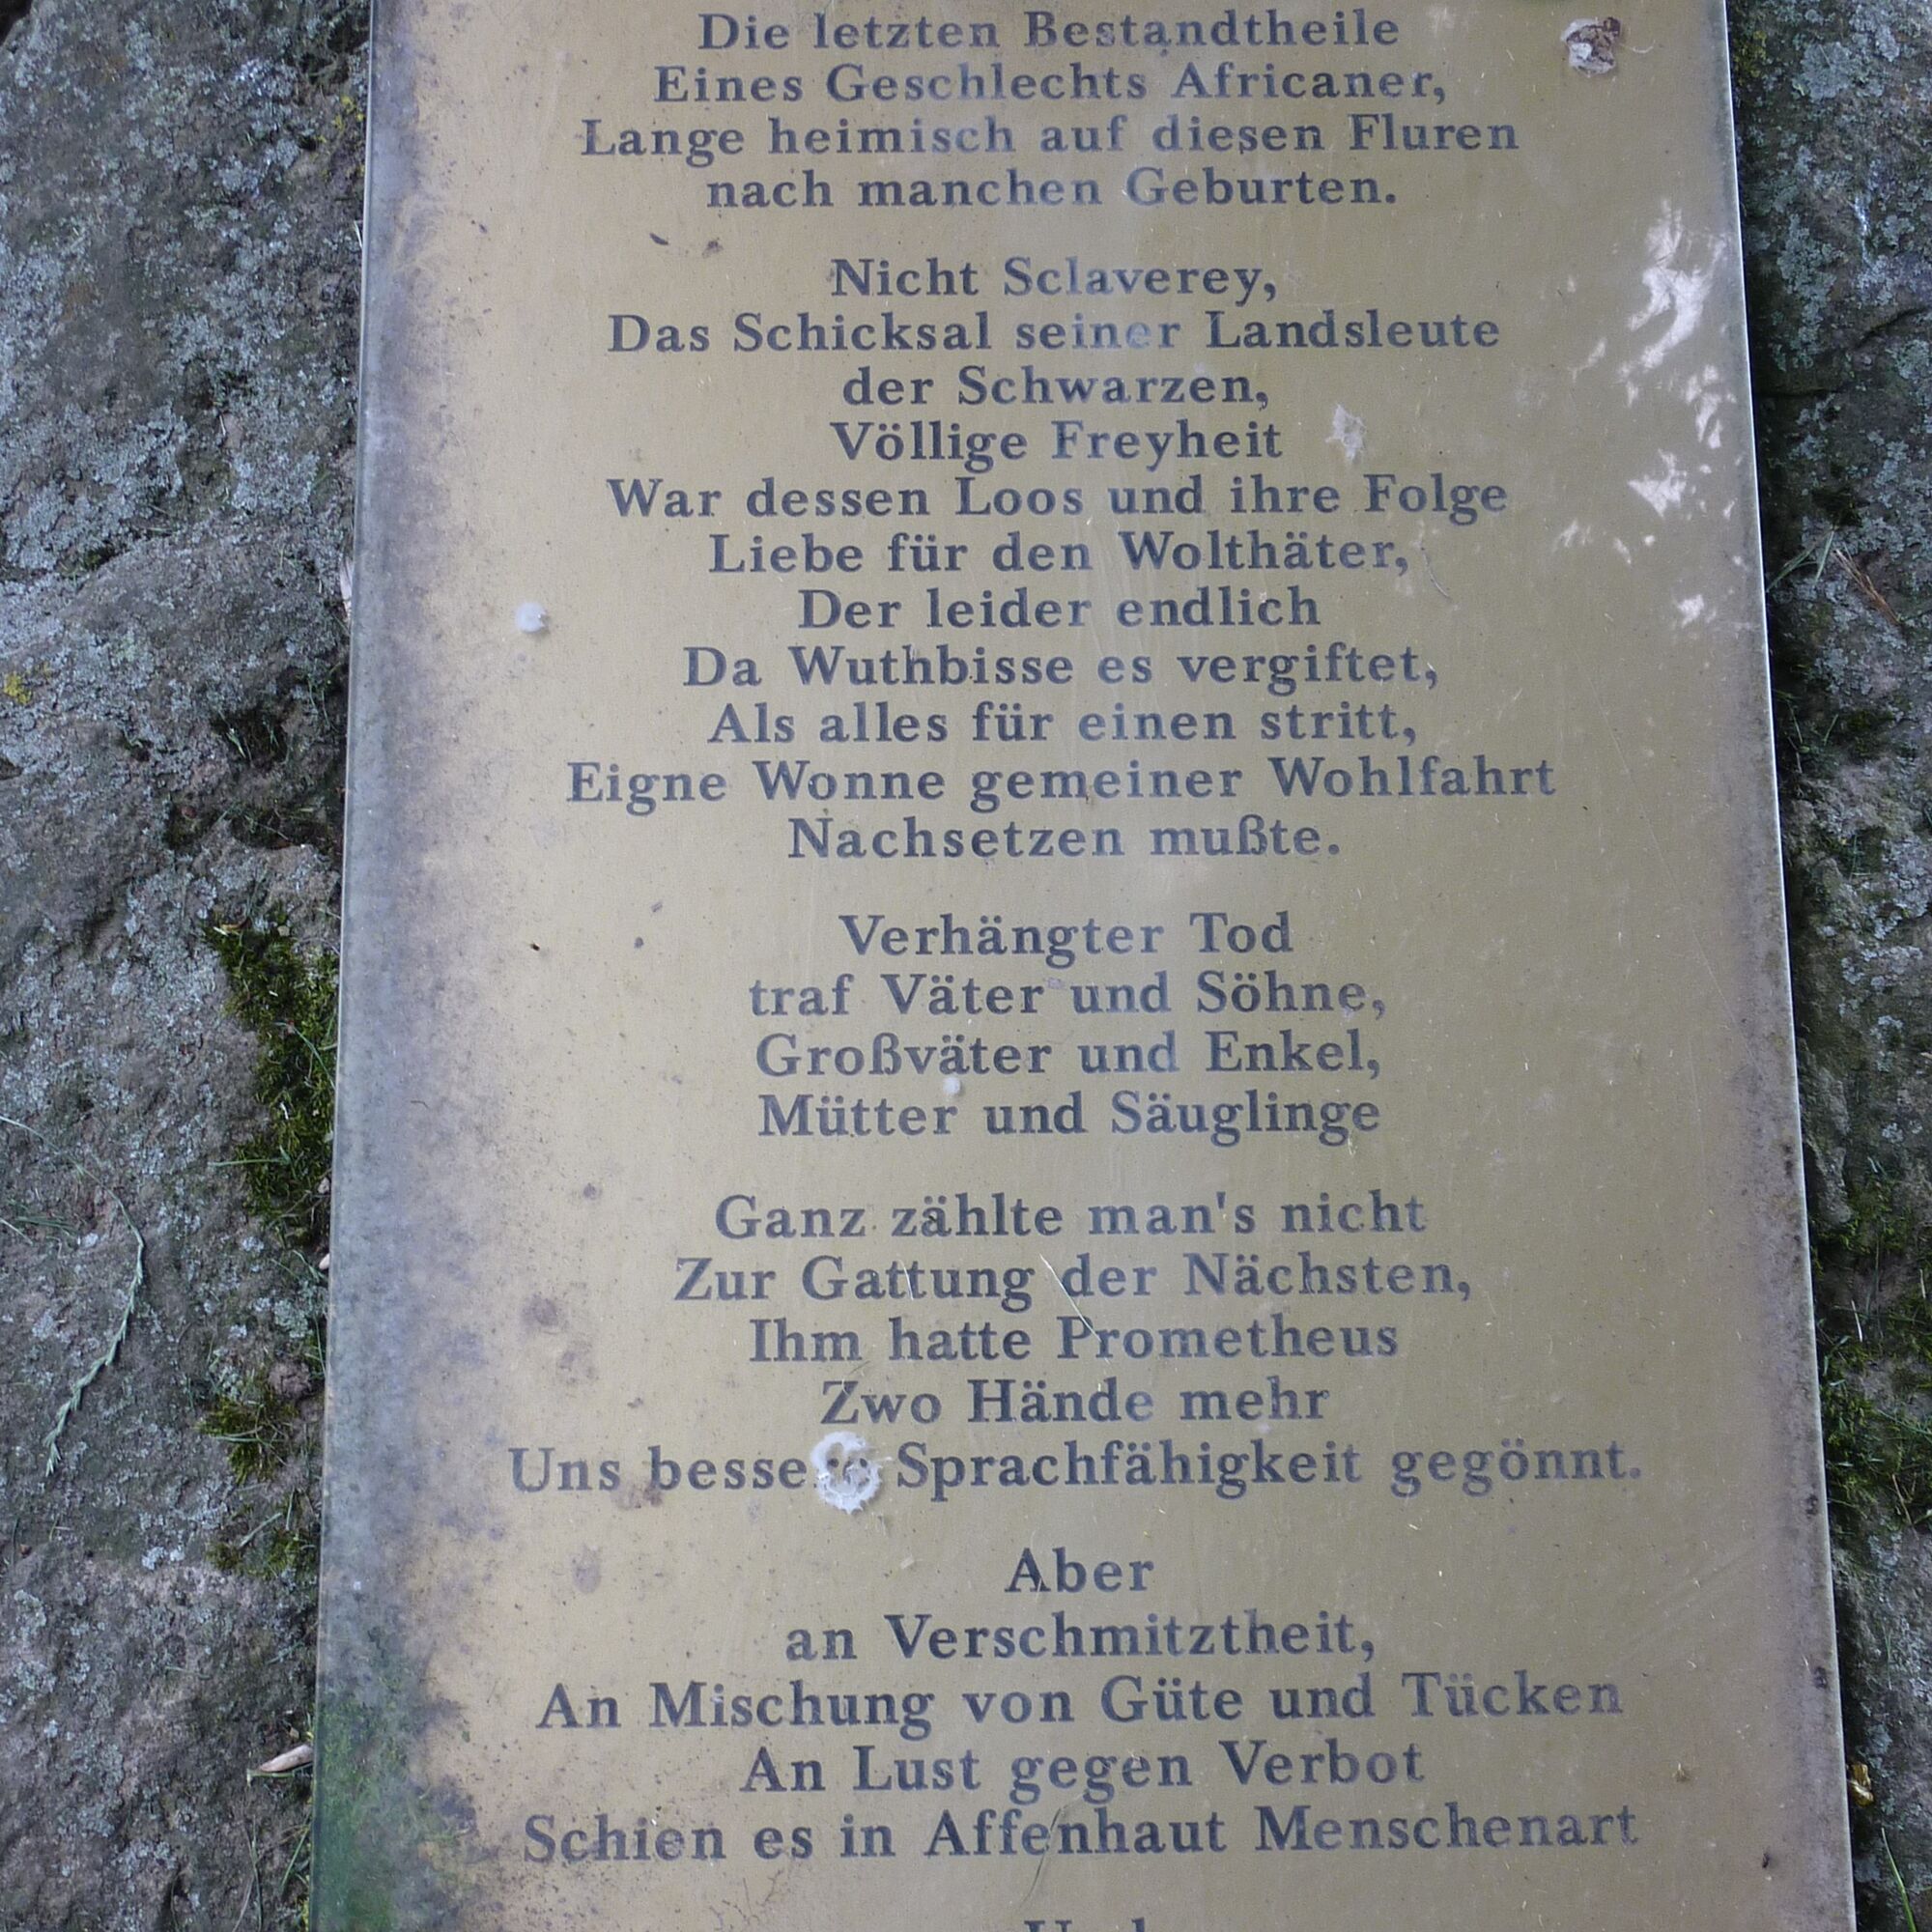 Die letzten Bestandtheile
Eines Geschlechts Africaner,
Lange heimisch auf diesen Fluren
nach manchen Geburten.
Nicht Sclaverey,
Das Schicksal seiner Landsleute
der Schwarzen,
Völlige Freyheit
War dessen Loos und ihre Folge
Liebe für den Wolthäter,
Der leider endlich
Da Wuthbisse es vergiftet,
Als alles für einen stritt,
Eigne Wonne gemeiner Wohlfahrt
Nachsetzen mußte.
Verhängter Tod
traf Väter und Söhne,
Großväter und Enkel,
Mütter und Säuglinge
Ganz zählte man's nicht
Zur Gattung der Nächsten,
Ihm hatte Prometheus
Zwo Hände mehr
Uns Sprachfähigkeit gegönnt.
Aber
an Verschmitztheit,
An Mischung von Güte und Tücken
An Lust gegen Verbot
Schien es in Affenhaut Menschenart